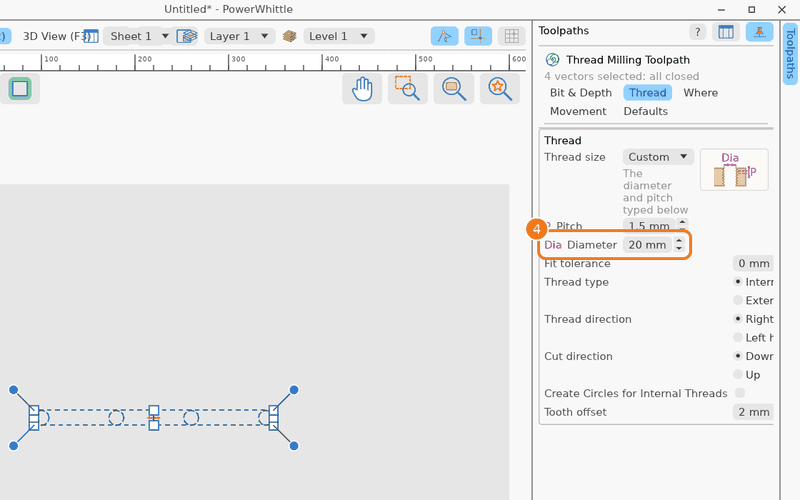 Untitled* - PowerWhittle
3D View (F3) Sheet 1 Layer 1 Level 1
100 200 300 400 500 600
Toolpaths ?
Toolpaths
Thread Milling Toolpath
4 vectors selected: all closed
Bit & Depth Thread Where
Movement Defaults
Thread
Thread size Custom
Dia
P
The
diameter
and pitch
typed below
P Pitch 1.5 mm
4
Dia Diameter 20 mm
Fit tolerance 0 mm
Thread type Intern
Exter
Thread direction Right
Left h
Cut direction Down
Up
Create Circles for Internal Threads
Tooth offset 2 mm